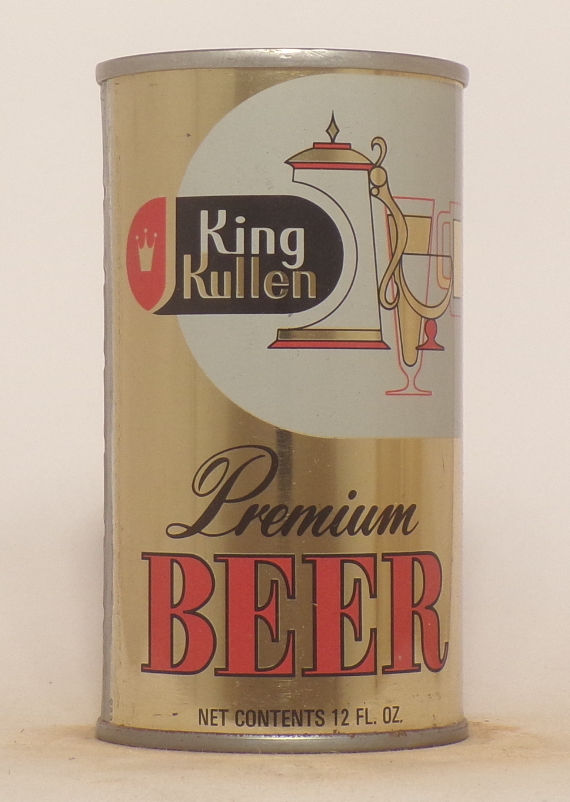 King
Kullen
Premium
BEER
NET CONTENTS 12 FL. OZ.